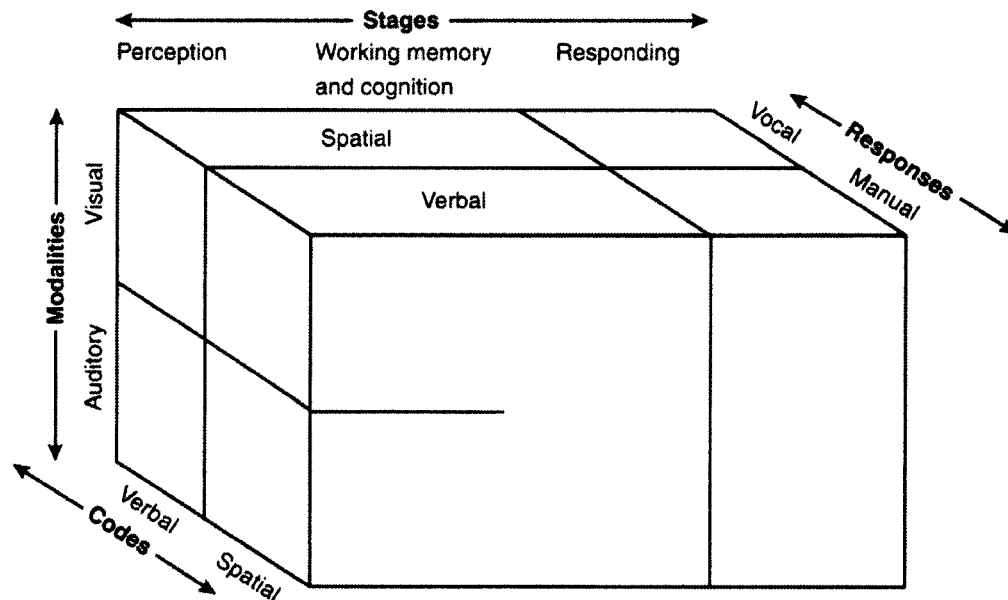 Stages
Perception
Working memory
and cognition
Responding
Spatial
Verbal
Vocal
Manual
Responses
Modalities
Visual
Auditory
Verbal
Spatial
Codes